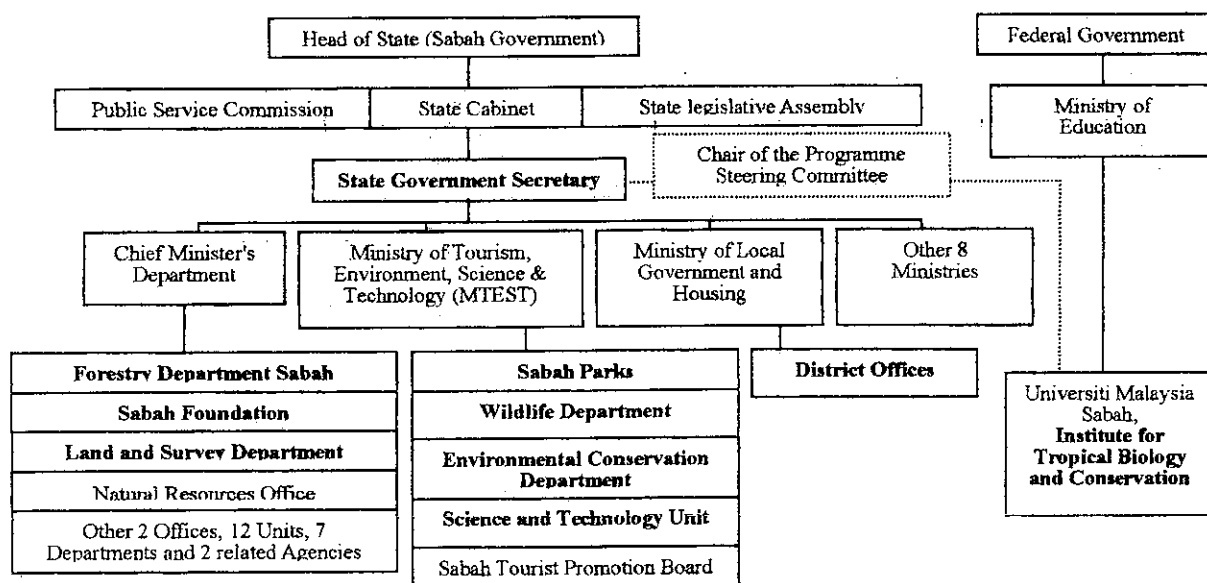 Head of State (Sabah Government)
Federal Government
Public Service Commission
State Cabinet
State legislative Assembly
Ministry of
Education
Chair of the Programme
Steering Committee
State Government Secretary
Chief Minister's
Department
Ministry of Tourism,
Environment, Science &
Technology (MTEST)
Ministry of Local
Government and
Housing
Other 8
Ministries
Forestry Department Sabah
Sabah Foundation
Land and Survey Department
Natural Resources Office
Other 2 Offices, 12 Units, 7
Departments and 2 related Agencies
Sabah Parks
Wildlife Department
Environmental Conservation
Department
Science and Technology Unit
Sabah Tourist Promotion Board
District Offices
Universiti Malaysia
Sabah,
Institute for
Tropical Biology
and Conservation